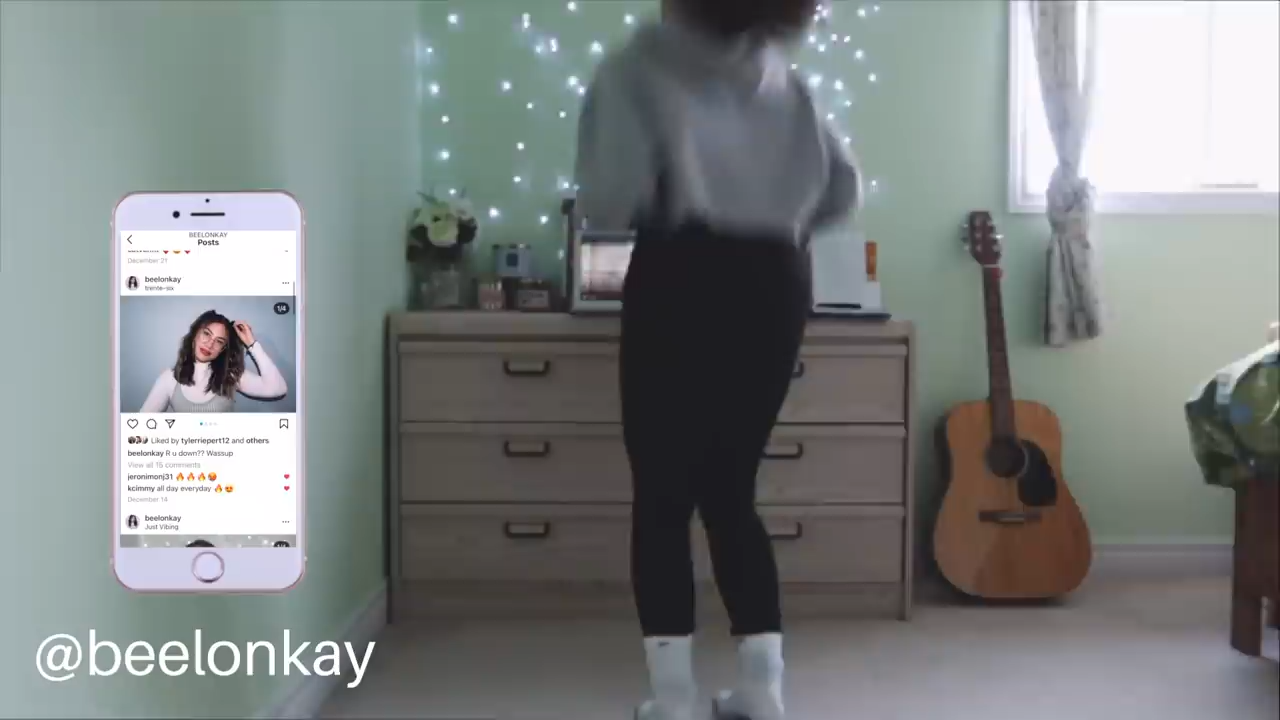 BEELONKAY
Posts
December 21
beelonkay
trente-six
1/4
Liked by tylerriepert12 and others
beelonkay R u down?? Wassup
View all 15 comments
jeronimonj31 🔥🔥🔥🥵
kcimmy all day everyday 🔥😍
December 14
beelonkay
Just Vibing
@beelonkay